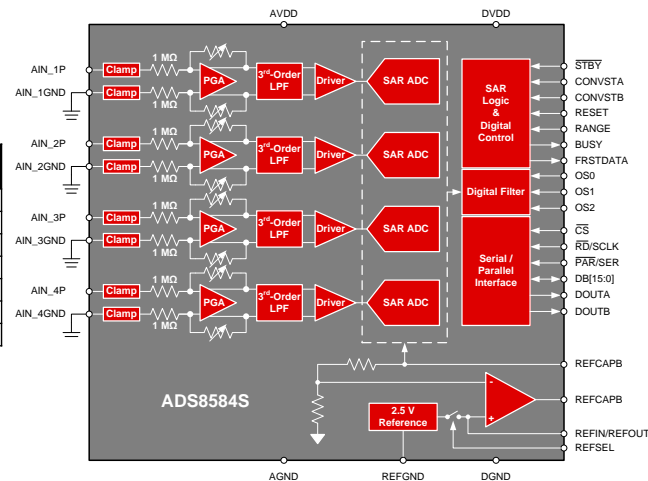 AVDD
DVDD
AIN_1P
Clamp
1 MΩ
PGA
3rd-Order
LPF
Driver
SAR ADC
AIN_1GND
Clamp
1 MΩ
AIN_2P
Clamp
1 MΩ
PGA
3rd-Order
LPF
Driver
SAR ADC
AIN_2GND
Clamp
1 MΩ
AIN_3P
Clamp
1 MΩ
PGA
3rd-Order
LPF
Driver
SAR ADC
AIN_3GND
Clamp
1 MΩ
AIN_4P
Clamp
1 MΩ
PGA
3rd-Order
LPF
Driver
SAR ADC
AIN_4GND
Clamp
1 MΩ
SAR
Logic
&
Digital
Control
Digital Filter
Serial /
Parallel
Interface
STBY
CONVSTA
CONVSTB
RESET
RANGE
BUSY
FRSTDATA
OS0
OS1
OS2
CS
RD/SCLK
PAR/SER
DB[15:0]
DOUTA
DOUTB
REFCAPB
-
+
REFCAPB
ADS8584S
2.5 V
Reference
REFIN/REFOUT
REFSEL
AGND
REFGND
DGND